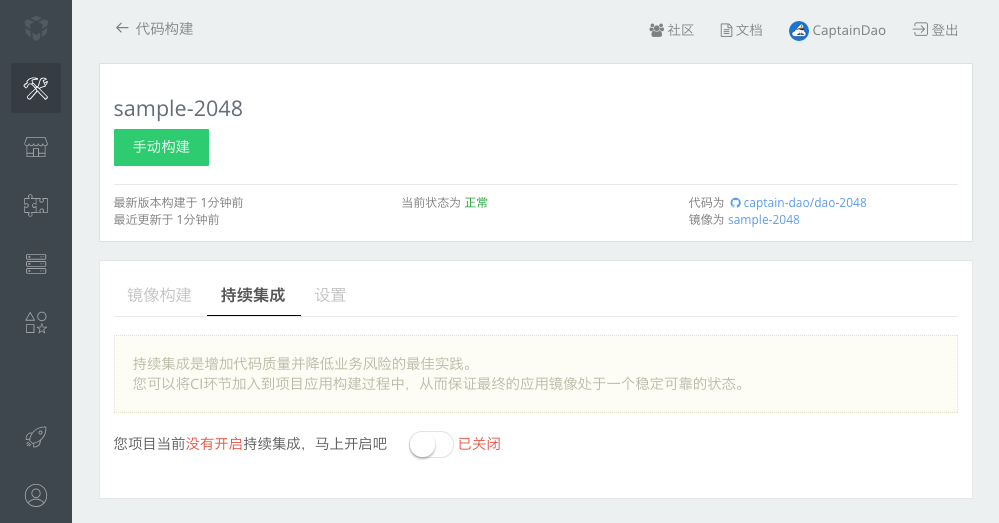 ← 代码构建
社区
文档
CaptainDao
登出
sample-2048
手动构建
最新版本构建于 1分钟前
当前状态为 正常
代码为 captain-dao/dao-2048
最近更新于 1分钟前
镜像为 sample-2048
镜像构建
持续集成
设置
持续集成是增加代码质量并降低业务风险的最佳实践。
您可以将CI环节加入到项目应用构建过程中，从而保证最终的应用镜像处于一个稳定可靠的状态。
您项目当前没有开启持续集成，马上开启吧
已关闭